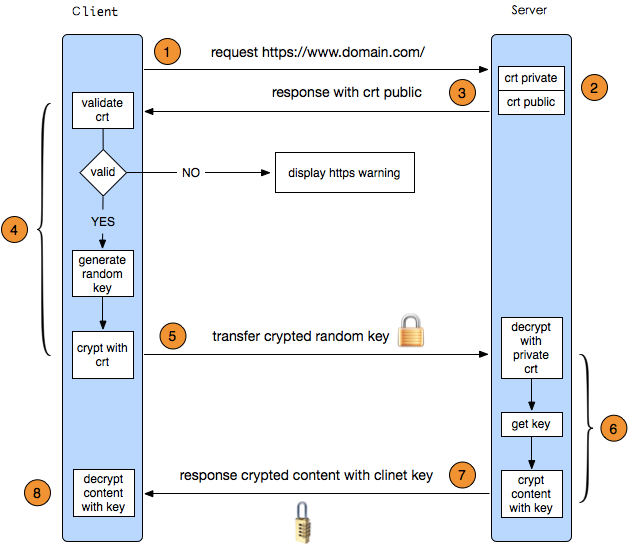 Client
Server
1
request https://www.domain.com/
crt private
2
response with crt public
3
crt public
validate
crt
valid
NO
display https warning
4
YES
generate
random
key
5
transfer crypted random key
decrypt
with
private
crt
crypt with
crt
get key
6
7
response crypted content with clinet key
8
decrypt
content
with key
crypt
content
with key